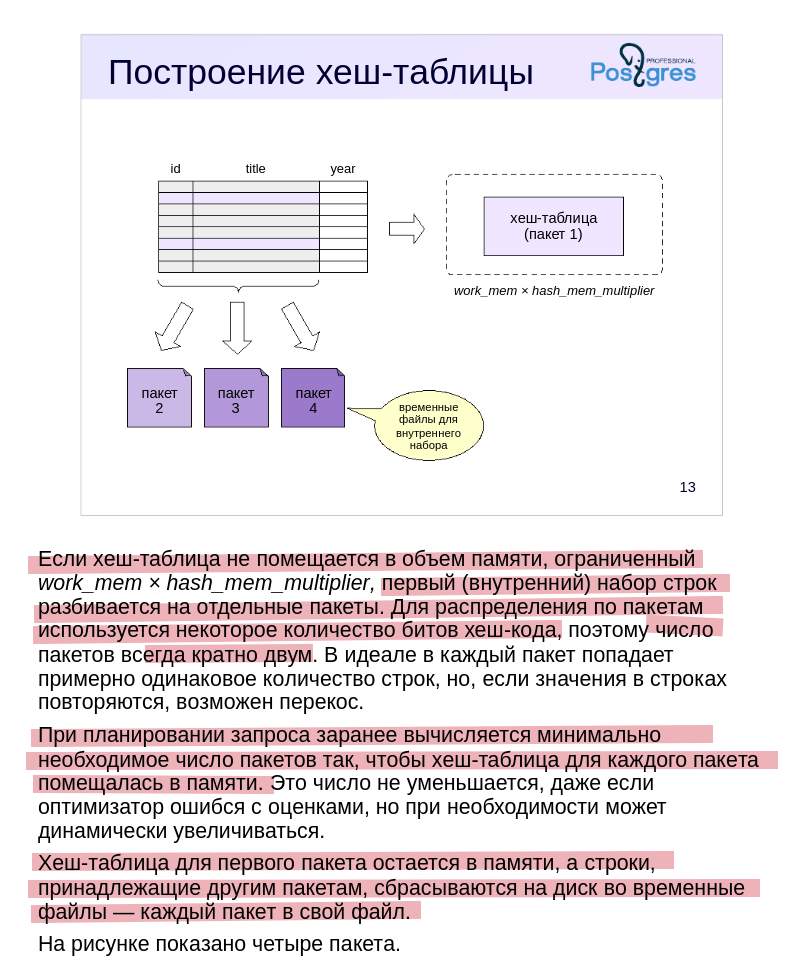 Построение хеш-таблицы
PROFESSIONAL
Postgres
id title year
хеш-таблица
(пакет 1)
work_mem × hash_mem_multiplier
пакет
2
пакет
3
пакет
4
временные
файлы для
внутреннего
набора
13
Если хеш-таблица не помещается в объем памяти, ограниченный
work_mem × hash_mem_multiplier, первый (внутренний) набор строк
разбивается на отдельные пакеты. Для распределения по пакетам
используется некоторое количество битов хеш-кода, поэтому число
пакетов всегда кратно двум. В идеале в каждый пакет попадает
примерно одинаковое количество строк, но, если значения в строках
повторяются, возможен перекос.
При планировании запроса заранее вычисляется минимально
необходимое число пакетов так, чтобы хеш-таблица для каждого пакета
помещалась в памяти. Это число не уменьшается, даже если
оптимизатор ошибся с оценками, но при необходимости может
динамически увеличиваться.
Хеш-таблица для первого пакета остается в памяти, а строки,
принадлежащие другим пакетам, сбрасываются на диск во временные
файлы — каждый пакет в свой файл.
На рисунке показано четыре пакета.